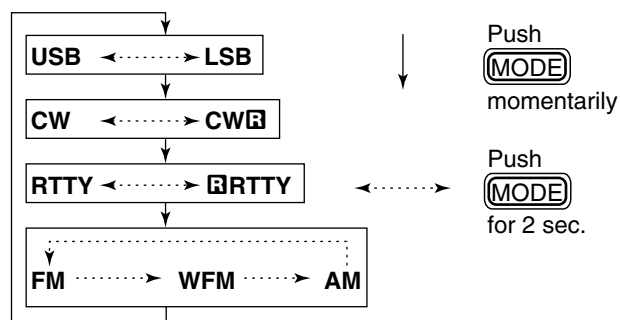 USB LSB
CW CWR
RTTY RRTTY
FM WFM AM
Push
MODE
momentarily
Push
MODE
for 2 sec.